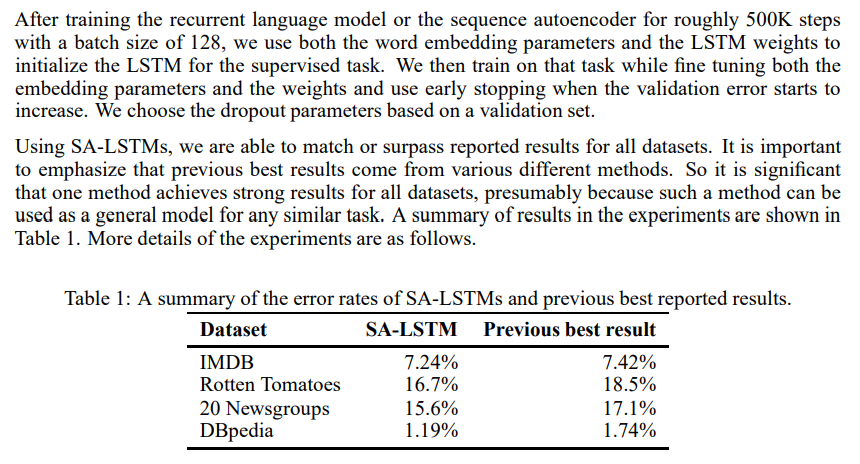 After training the recurrent language model or the sequence autoencoder for roughly 500K steps
with a batch size of 128, we use both the word embedding parameters and the LSTM weights to
initialize the LSTM for the supervised task. We then train on that task while fine tuning both the
embedding parameters and the weights and use early stopping when the validation error starts to
increase. We choose the dropout parameters based on a validation set.
Using SA-LSTMs, we are able to match or surpass reported results for all datasets. It is important
to emphasize that previous best results come from various different methods. So it is significant
that one method achieves strong results for all datasets, presumably because such a method can be
used as a general model for any similar task. A summary of results in the experiments are shown in
Table 1. More details of the experiments are as follows.
Table 1: A summary of the error rates of SA-LSTMs and previous best reported results.
Dataset SA-LSTM Previous best result
IMDB 7.24% 7.42%
Rotten Tomatoes 16.7% 18.5%
20 Newsgroups 15.6% 17.1%
DBpedia 1.19% 1.74%